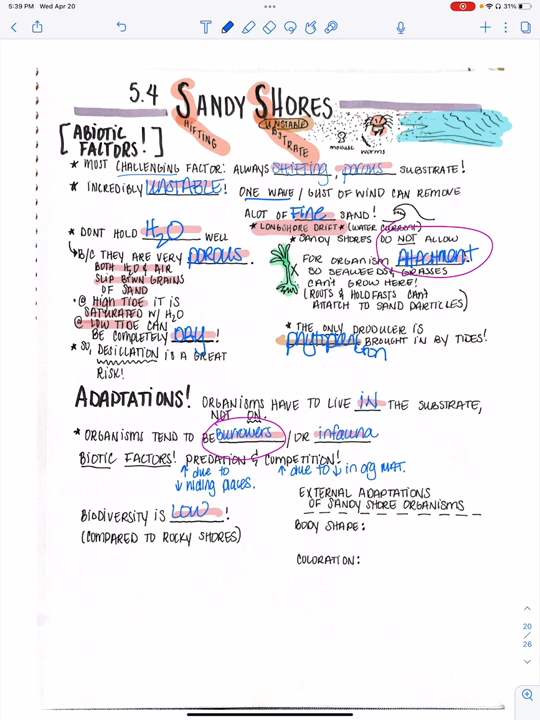 5:39 PM Wed Apr 20
31%
T
5.4 SANDY SHORES
SHIFTING
UNSTABLE
SUBSTRATE
mollusc
worms
[ABIOTIC FACTORS!]
* MOST CHALLENGING FACTOR: ALWAYS shifting, porous SUBSTRATE!
* INCREDIBLY UNSTABLE! ONE WAVE / GUST OF WIND CAN REMOVE
ALOT OF Fine SAND!
* LONGSHORE DRIFT * (WATER CURRENT)
* DONT HOLD H2O WELL
↳ B/C THEY ARE VERY porous.
BOTH H2O & AIR
SLIP BTWN GRAINS
OF SAND
• @ HIGH TIDE IT IS
SATURATED W/ H2O
@ LOW TIDE CAN
BE COMPLETELY DRY!
* SO, DESICCATION IS A GREAT
RISK!
* SANDY SHORES DO NOT ALLOW
FOR ORGANISM Attachment.
SO SEAWEEDS & GRASSES
CAN'T GROW HERE!
(ROOTS & HOLDFASTS CAN'T
ATTATCH TO SAND PARTICLES)
* THE ONLY PRODUCER IS
phytoplankton BROUGHT IN BY TIDES!
ADAPTATIONS! ORGANISMS HAVE TO LIVE in THE SUBSTRATE,
NOT ON.
* ORGANISMS TEND TO BE Burrowers / OR infauna
BIOTIC FACTORS! PREDATION & COMPETITION!
↑ due to
↓ hiding places.
↑ due to ↓ in org MAT.
BIODIVERSITY IS LOW!
(COMPARED TO ROCKY SHORES)
EXTERNAL ADAPTATIONS
OF SANDY SHORE ORGANISMS
BODY SHAPE:
COLORATION:
20
/
26